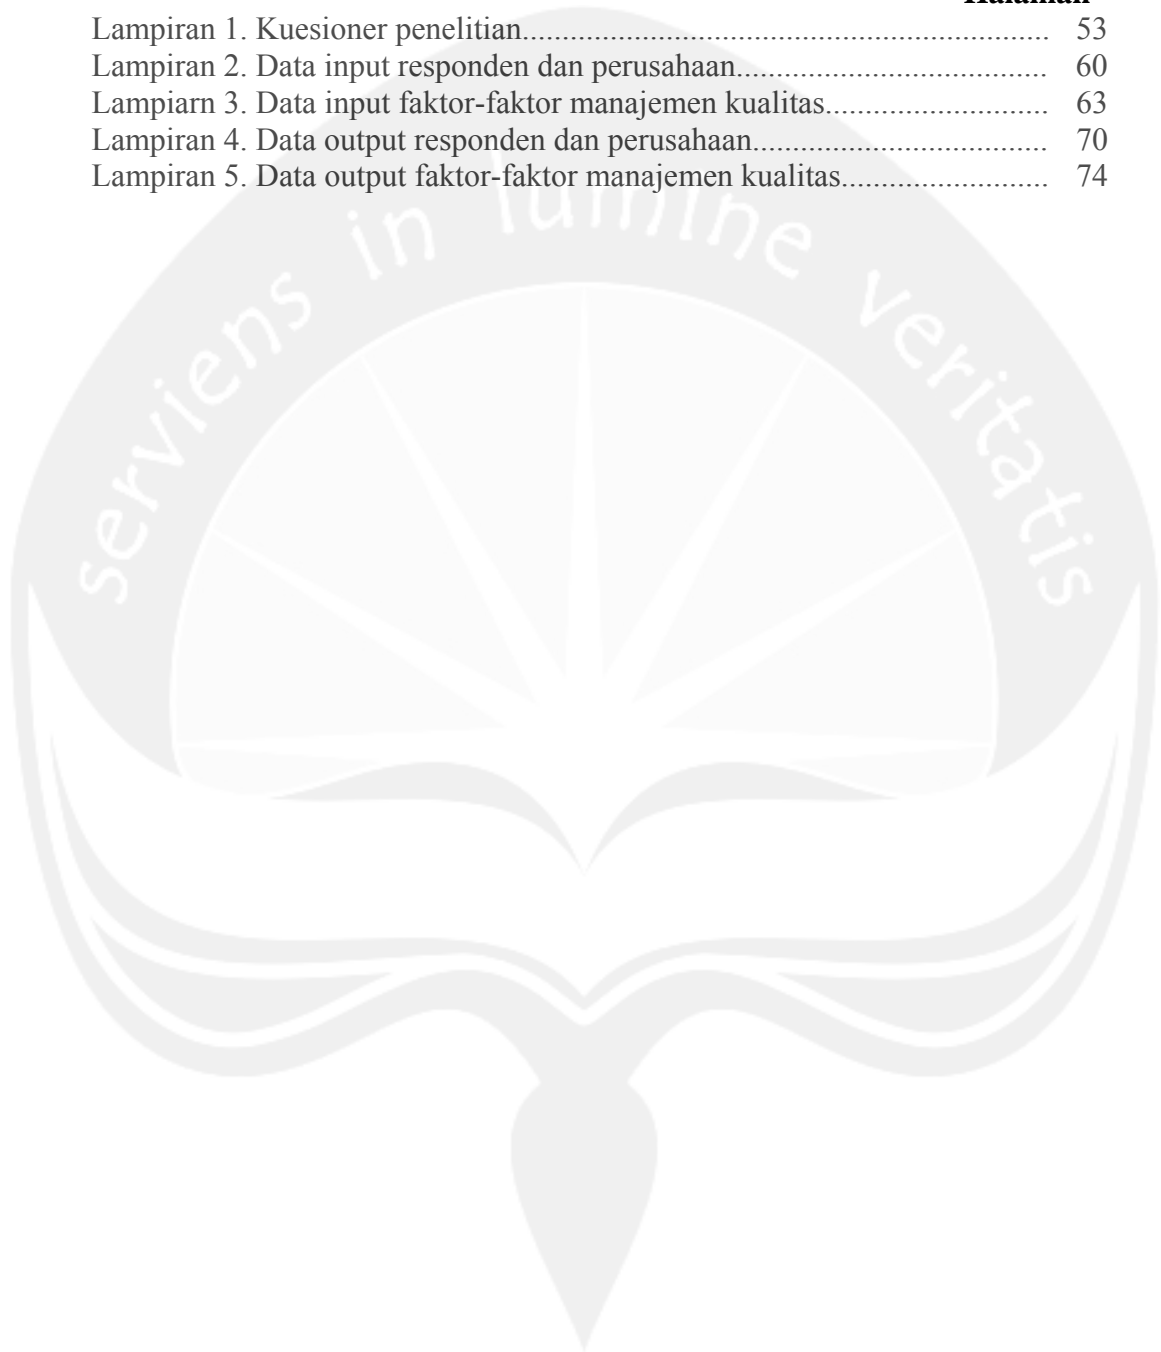 Halaman
Lampiran 1. Kuesioner penelitian.................................................................... 53
Lampiran 2. Data input responden dan perusahaan........................................ 60
Lampiarn 3. Data input faktor-faktor manajemen kualitas............................. 63
Lampiran 4. Data output responden dan perusahaan...................................... 70
Lampiran 5. Data output faktor-faktor manajemen kualitas........................... 74
serviens in lumine veritatis